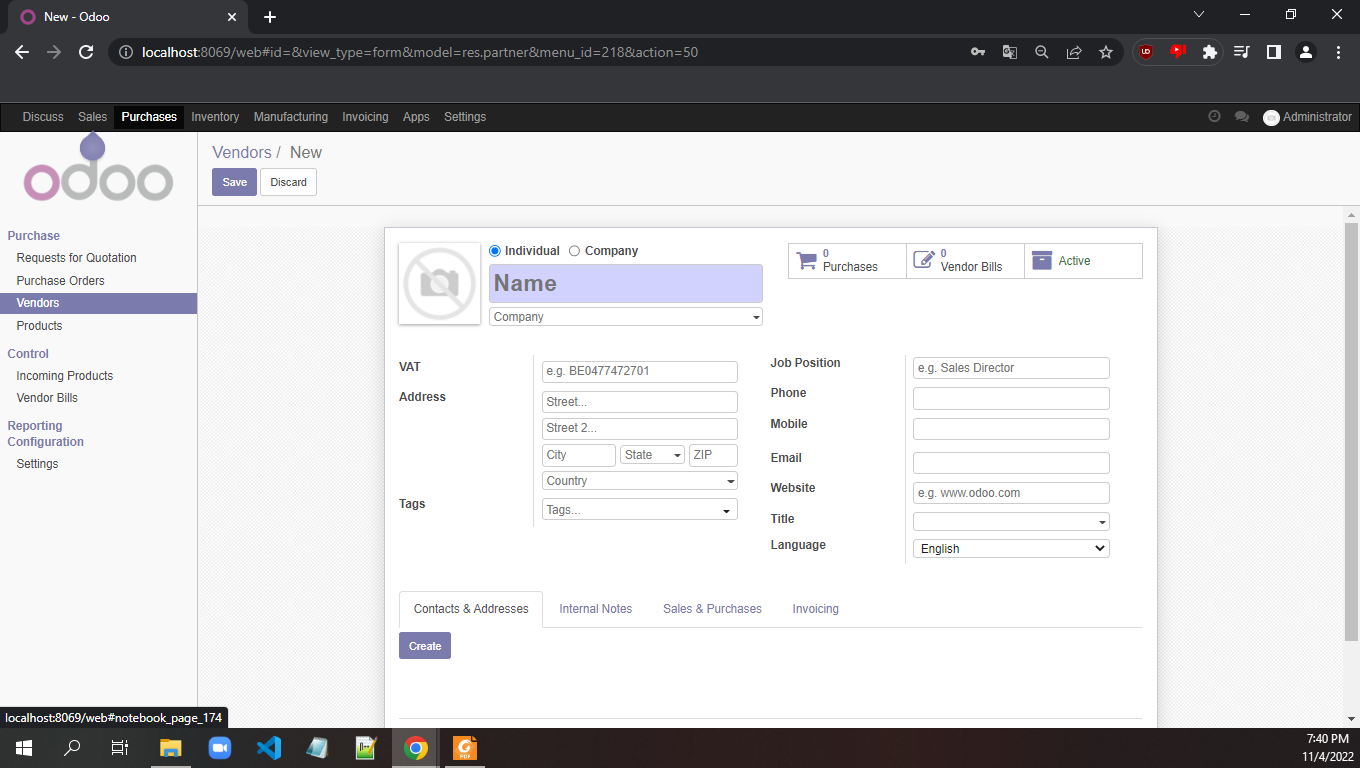 New - Odoo
localhost:8069/web#id=&view_type=form&model=res.partner&menu_id=218&action=50
Discuss Sales Purchases Inventory Manufacturing Invoicing Apps Settings Administrator
odoo
Vendors / New
Save Discard
Purchase
Requests for Quotation
Purchase Orders
Vendors
Products
Control
Incoming Products
Vendor Bills
Reporting
Configuration
Settings
Individual Company
Name
Company
0
Purchases
0
Vendor Bills
Active
VAT
e.g. BE0477472701
Address
Street...
Street 2...
City State ZIP
Country
Tags
Tags...
Job Position
e.g. Sales Director
Phone
Mobile
Email
Website
e.g. www.odoo.com
Title
Language
English
Contacts & Addresses Internal Notes Sales & Purchases Invoicing
Create
localhost:8069/web#notebook_page_174
7:40 PM
11/4/2022